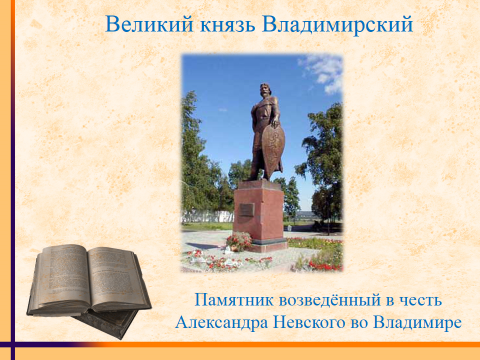 Великий князь Владимирский
Памятник возведённый в честь
Александра Невского во Владимире